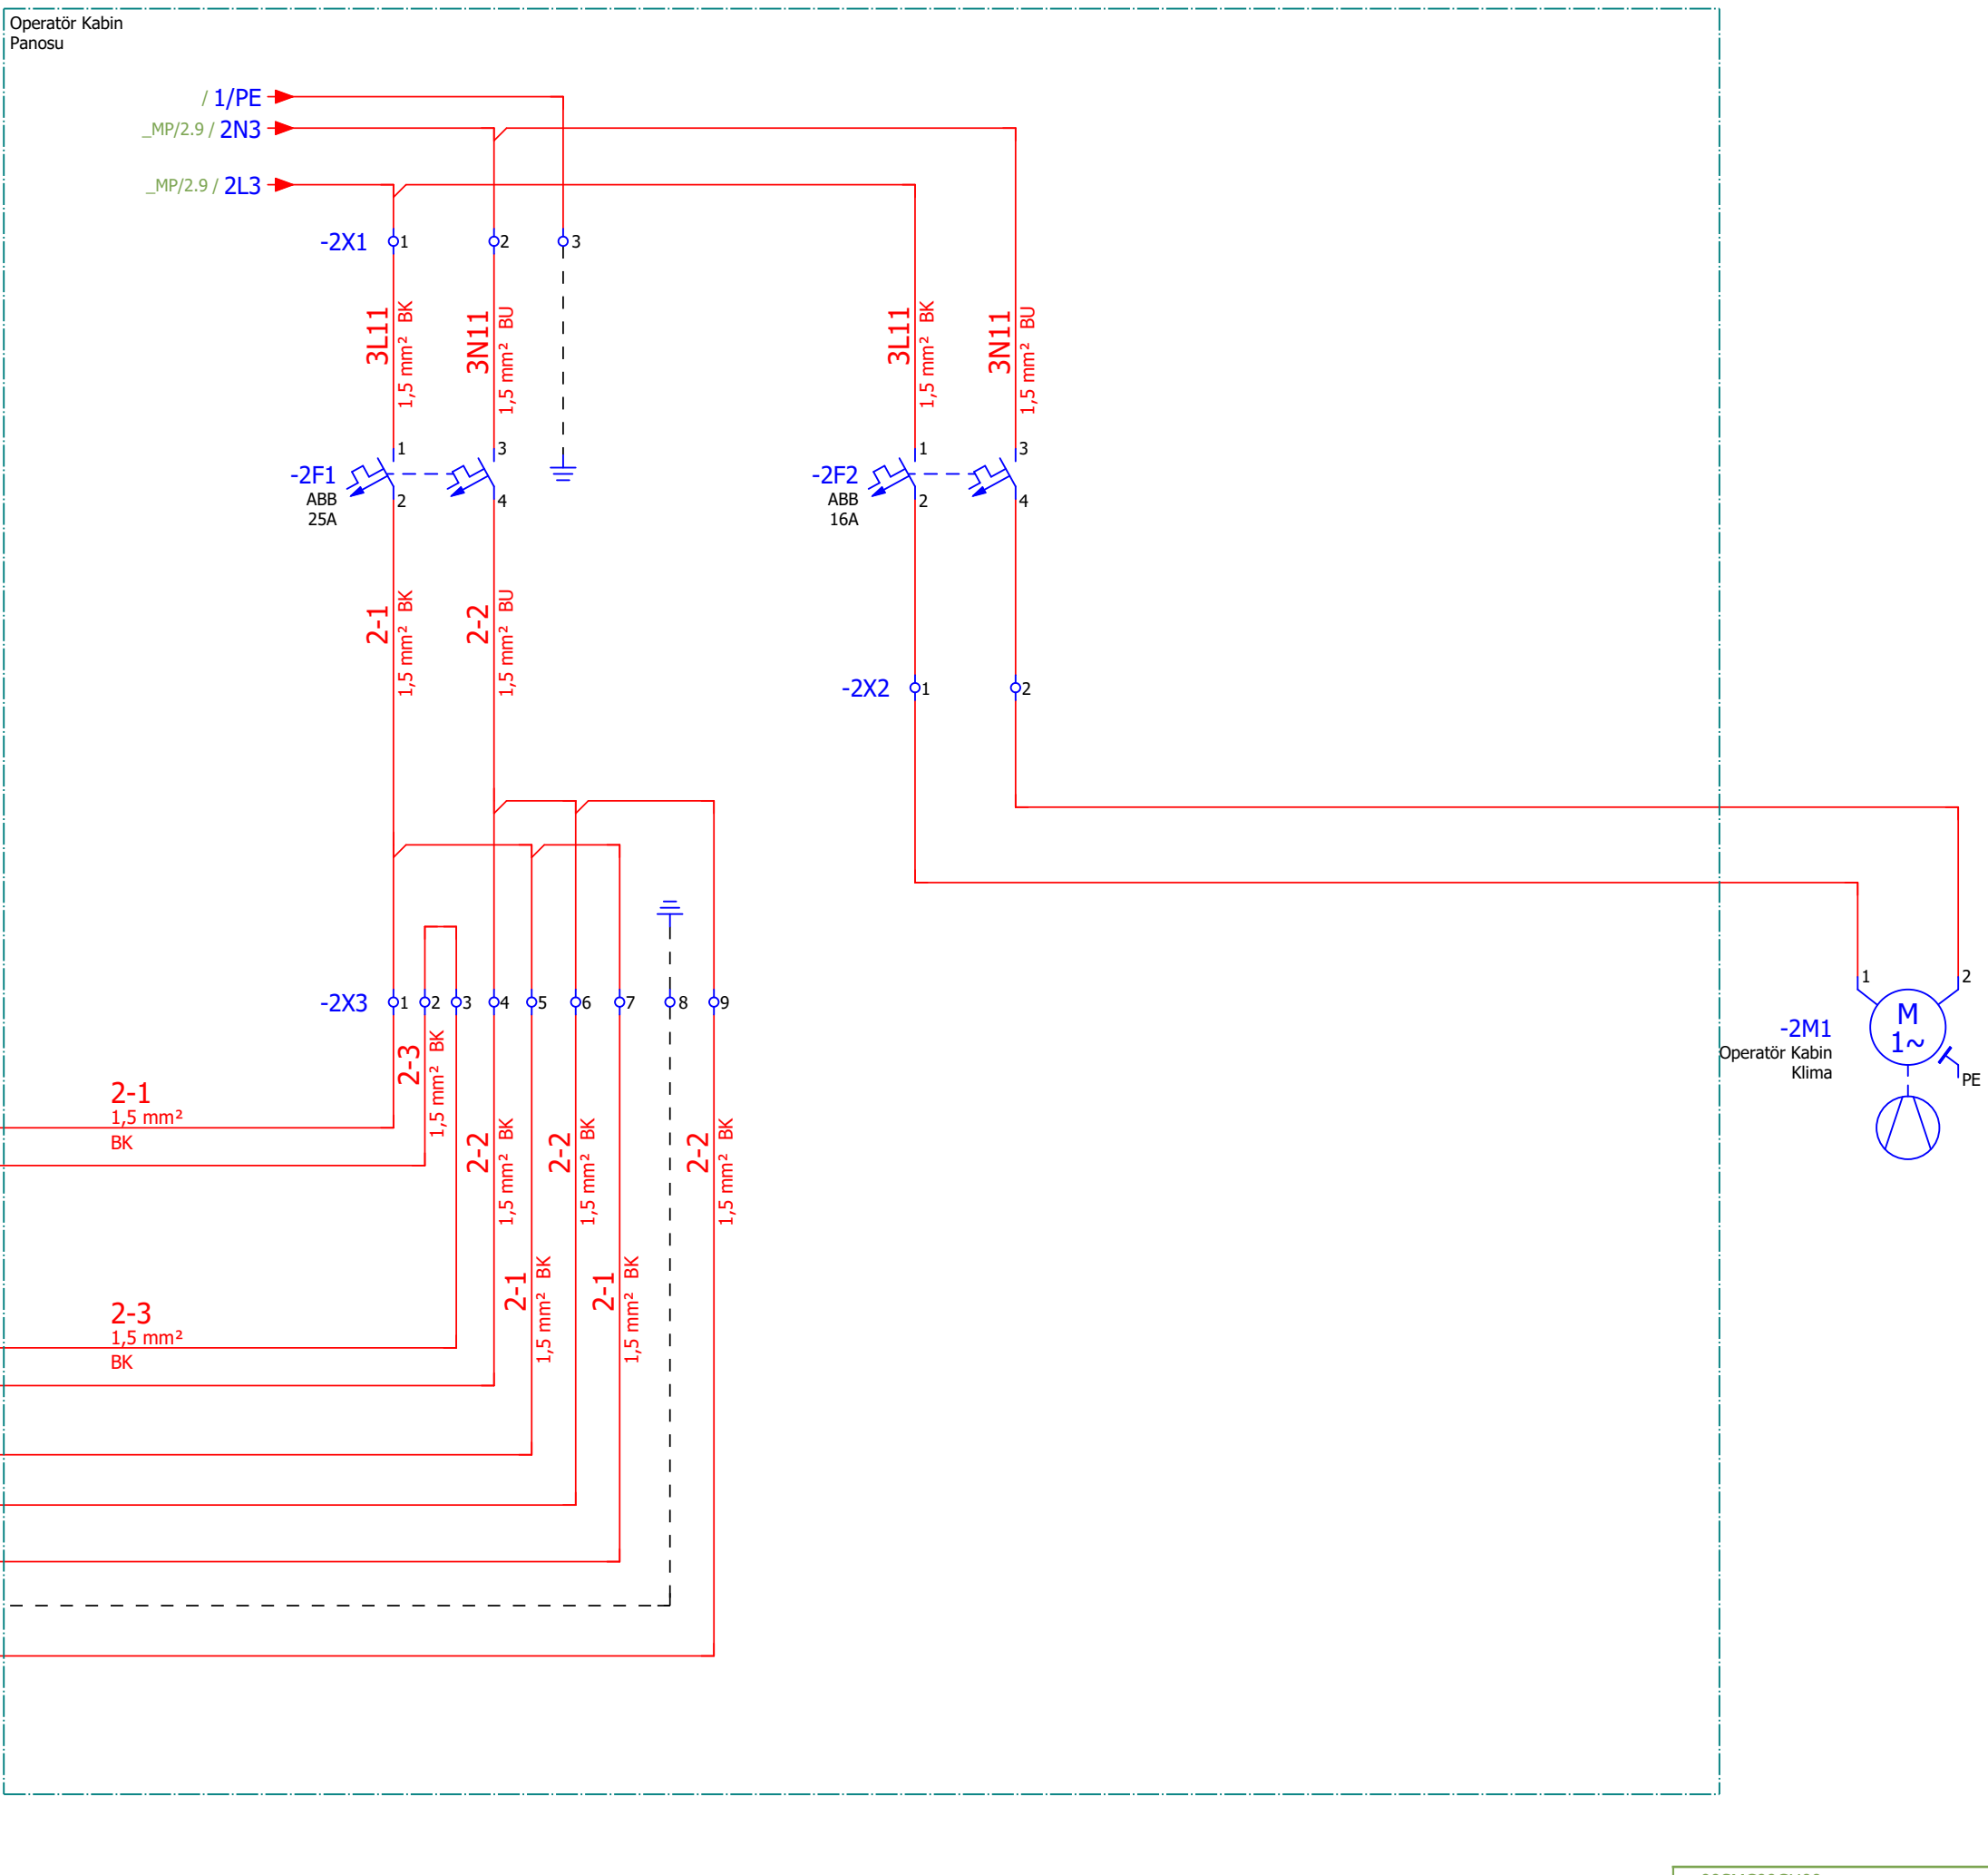 Operatör Kabin
Panosu
/ 1/PE
_MP/2.9 / 2N3
_MP/2.9 / 2L3
-2X1 1 2 3
3L11 1,5 mm² BK
3N11 1,5 mm² BU
3L11 1,5 mm² BK
3N11 1,5 mm² BU
-2F1 1 2 3 4
ABB
25A
-2F2 1 2 3 4
ABB
16A
2-1 1,5 mm² BK
2-2 1,5 mm² BU
-2X2 1 2
-2X3 1 2 3 4 5 6 7 8 9
1 2
M
1~
PE
-2M1
Operatör Kabin
Klima
2-3 1,5 mm² BK
2-1
1,5 mm²
BK
2-2 1,5 mm² BK
2-2 1,5 mm² BK
2-2 1,5 mm² BK
2-1 1,5 mm² BK
2-1 1,5 mm² BK
2-3
1,5 mm²
BK